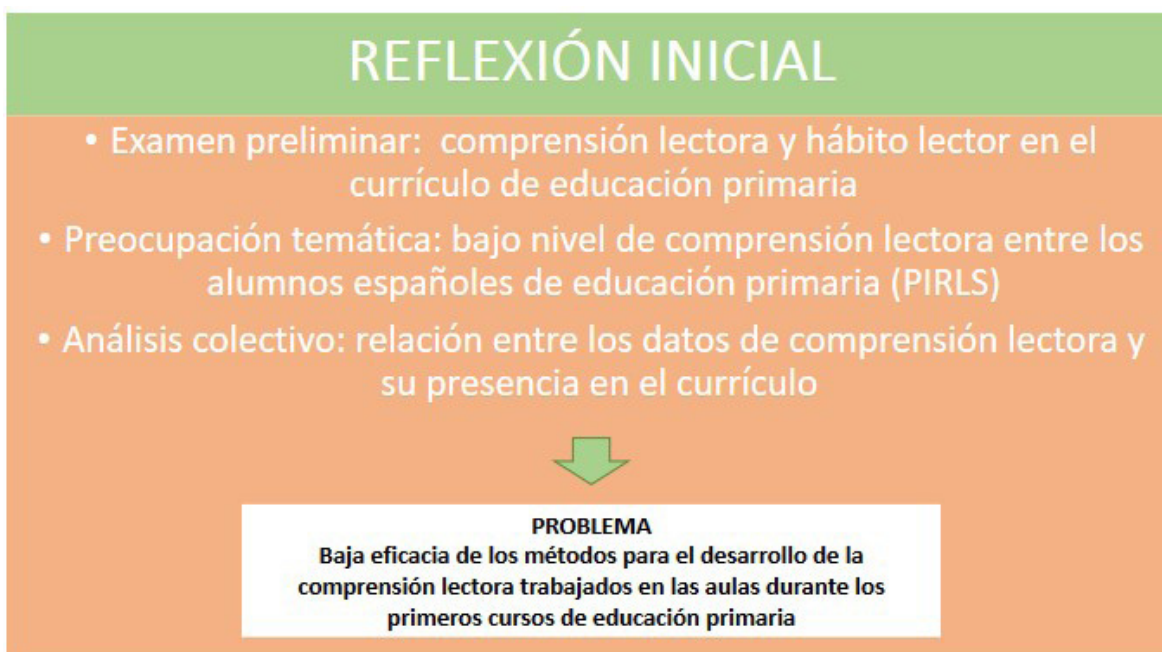 REFLEXIÓN INICIAL
• Examen preliminar: comprensión lectora y hábito lector en el
currículo de educación primaria
• Preocupación temática: bajo nivel de comprensión lectora entre los
alumnos españoles de educación primaria (PIRLS)
• Análisis colectivo: relación entre los datos de comprensión lectora y
su presencia en el currículo
PROBLEMA
Baja eficacia de los métodos para el desarrollo de la
comprensión lectora trabajados en las aulas durante los
primeros cursos de educación primaria